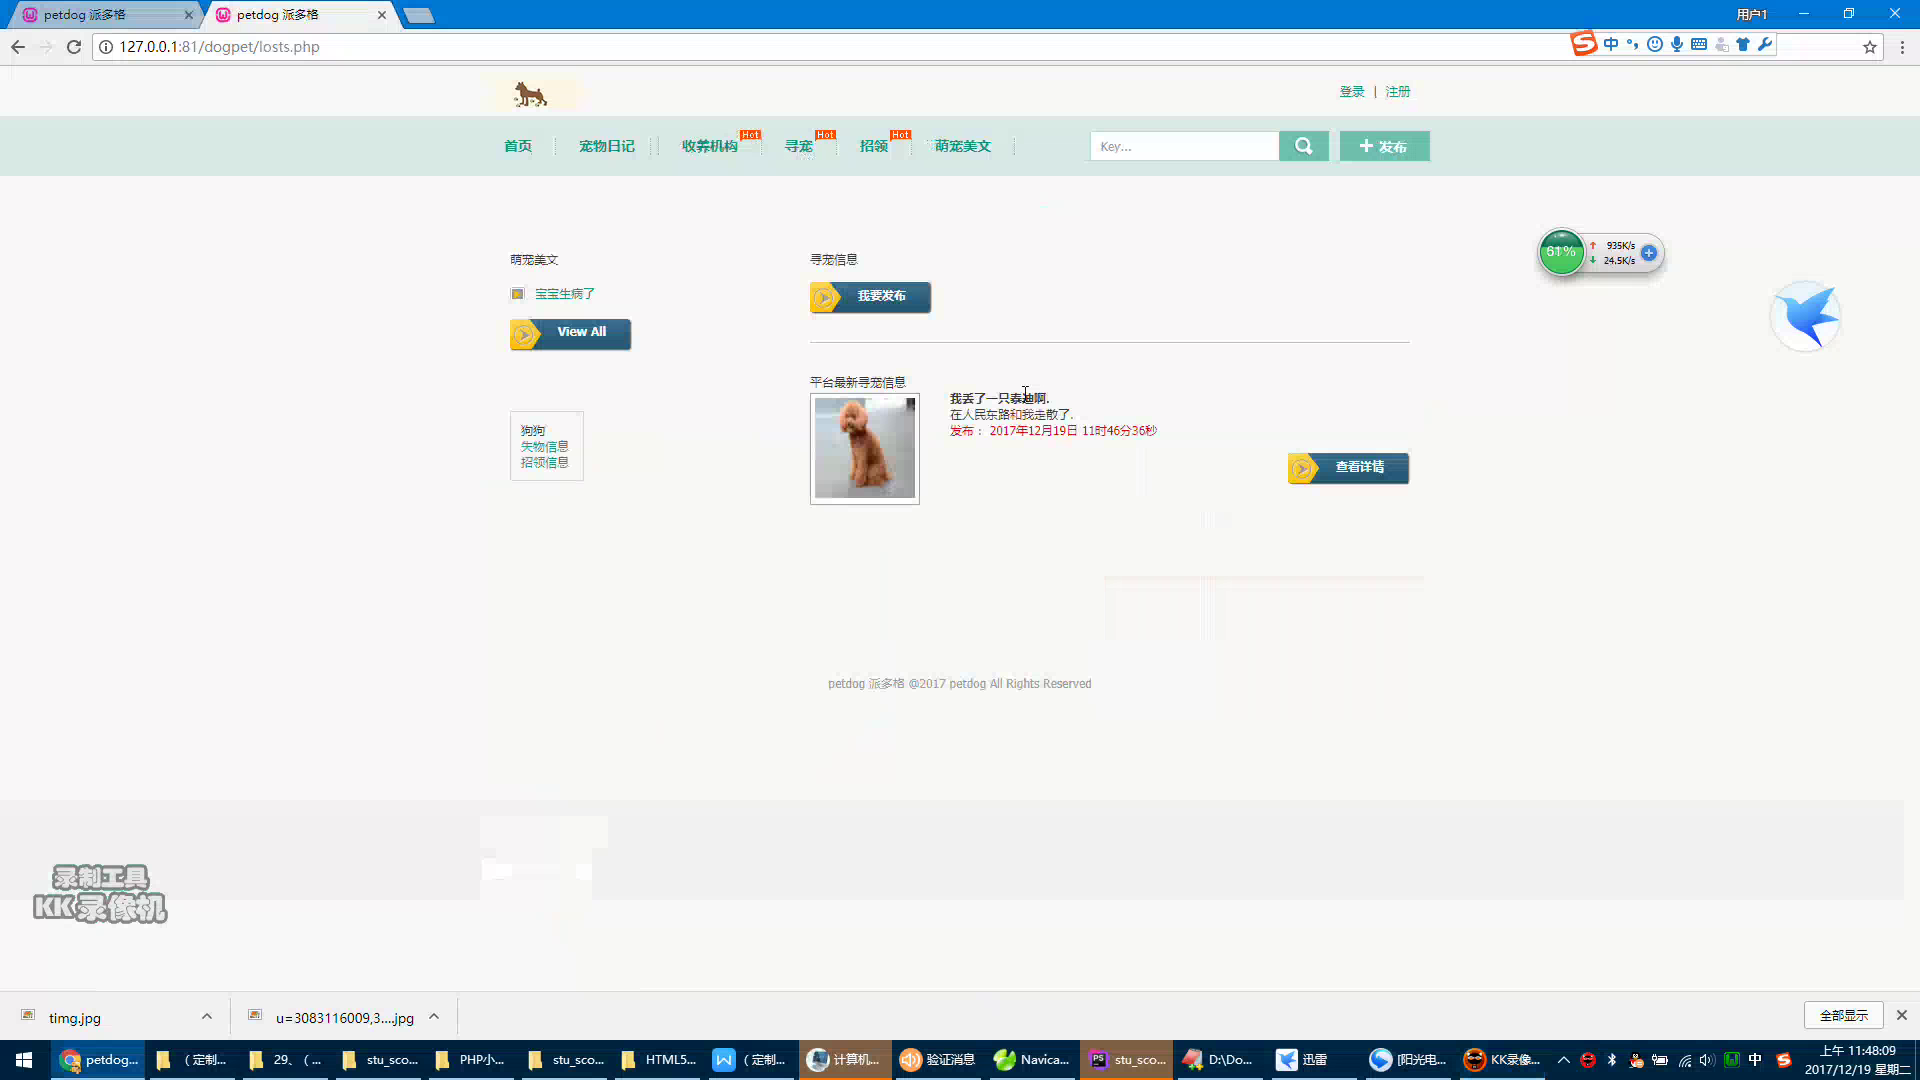 petdog 派多格
petdog 派多格
用户1
127.0.0.1:81/dogpet/losts.php
中
登录 | 注册
首页
宠物日记
收养机构
Hot
寻宠
Hot
招领
Hot
萌宠美文
Key...
发布
61%
935K/s
24.5K/s
萌宠美文
宝宝生病了
View All
狗狗
失物信息
招领信息
寻宠信息
我要发布
平台最新寻宠信息
我丢了一只泰迪啊.
在人民东路和我走散了.
发布： 2017年12月19日 11时46分36秒
查看详情
petdog 派多格 @2017 petdog All Rights Reserved
录制工具
KK录像机
timg.jpg
u=3083116009,3....jpg
全部显示
petdog...
（定制...
29、（...
stu_sco...
PHP小...
stu_sco...
HTML5...
（定制...
计算机...
验证消息
Navica...
stu_sco...
D:\Do...
迅雷
[阳光电...
KK录像...
中
上午 11:48:09
2017/12/19 星期二